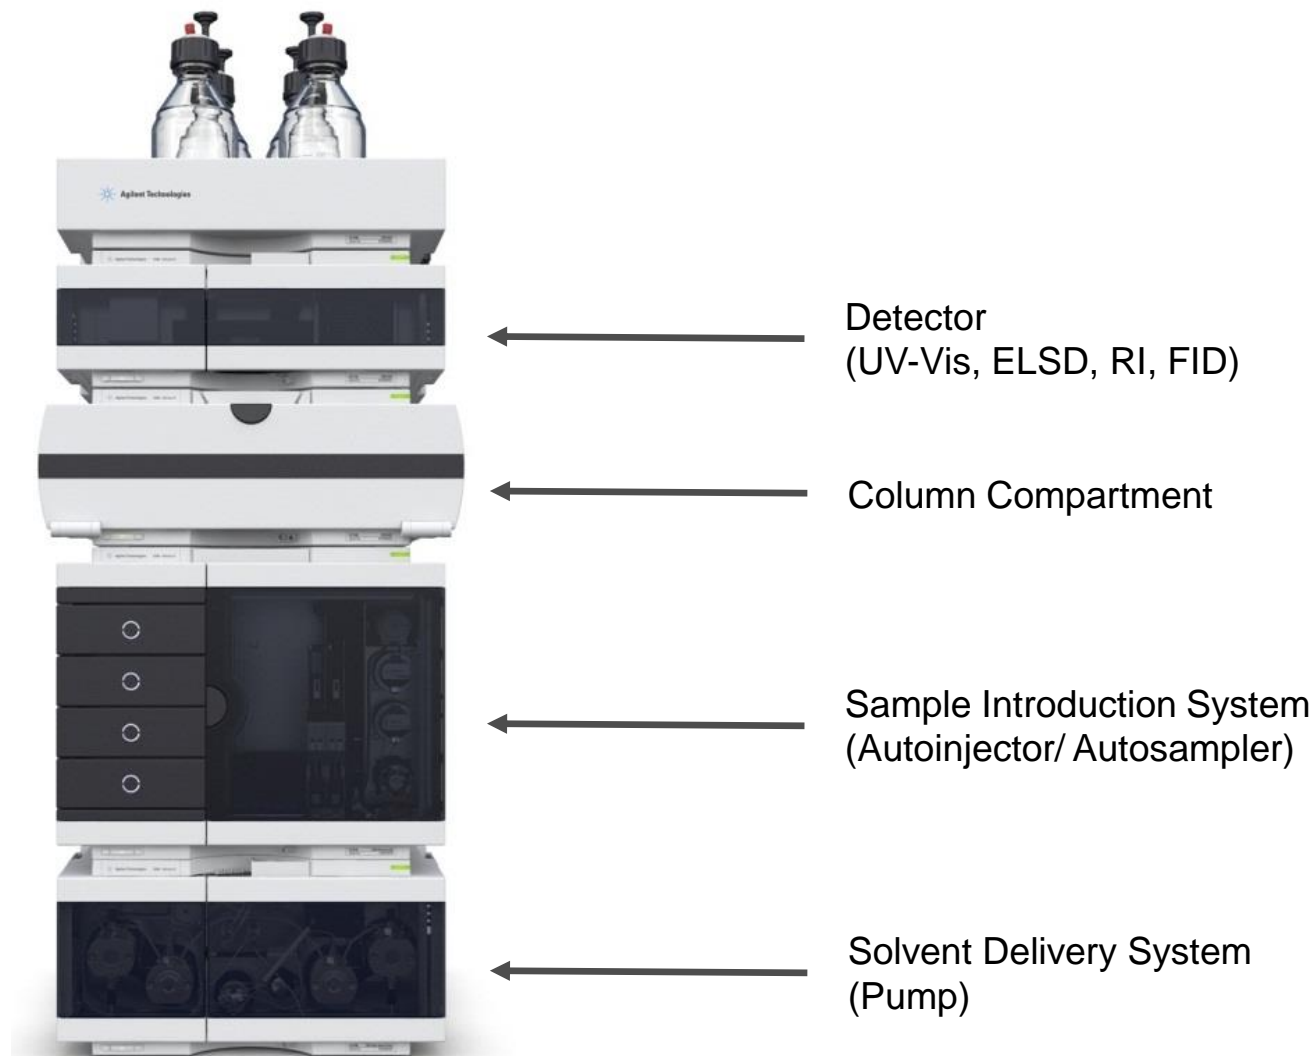 Agilent Technologies
Detector
(UV-Vis, ELSD, RI, FID)
Column Compartment
Sample Introduction System
(Autoinjector/ Autosampler)
Solvent Delivery System
(Pump)